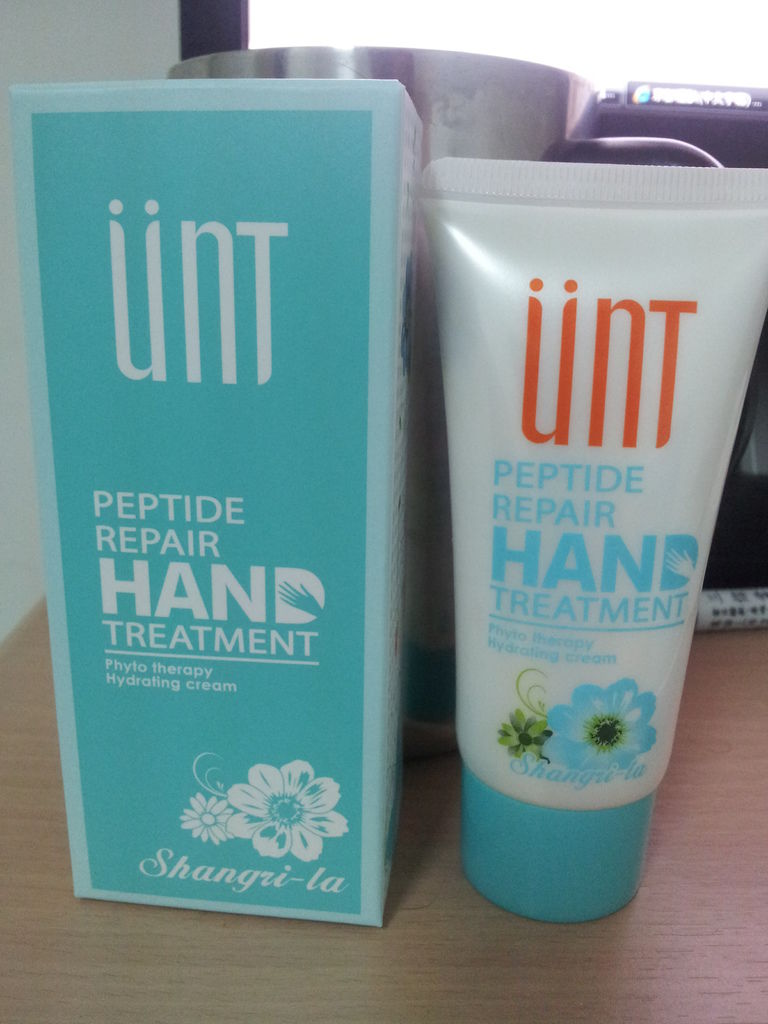 ünt
PEPTIDE
REPAIR
HAND
TREATMENT
Phyto therapy
Hydrating cream
Shangri-la
ünt
PEPTIDE
REPAIR
HAND
TREATMENT
Phyto therapy
Hydrating cream
Shangri-la